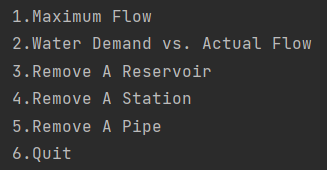 1.Maximum Flow
2.Water Demand vs. Actual Flow
3.Remove A Reservoir
4.Remove A Station
5.Remove A Pipe
6.Quit